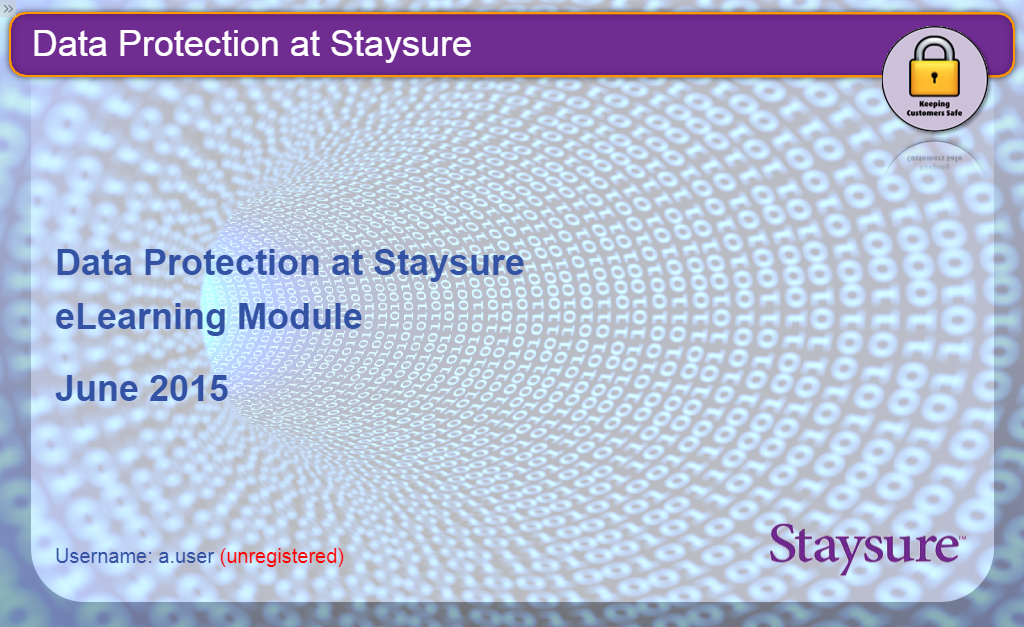 Data Protection at Staysure
Keeping
Customers Safe
Data Protection at Staysure
eLearning Module
June 2015
Username: a.user (unregistered)
Staysure™